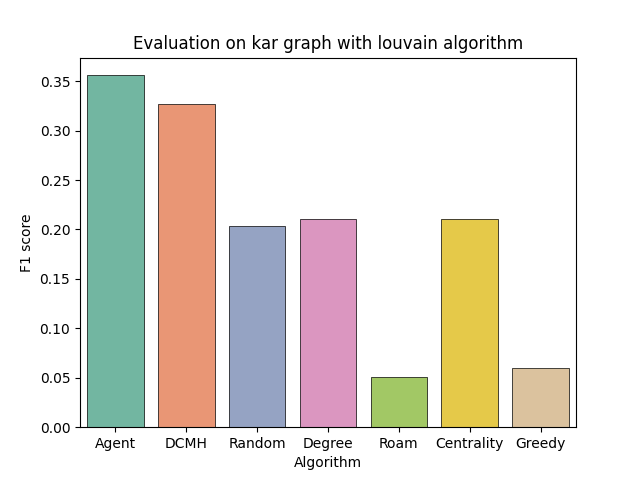 Evaluation on kar graph with louvain algorithm
F1 score
0.35
0.30
0.25
0.20
0.15
0.10
0.05
0.00
Agent DCMH Random Degree Roam Centrality Greedy
Algorithm